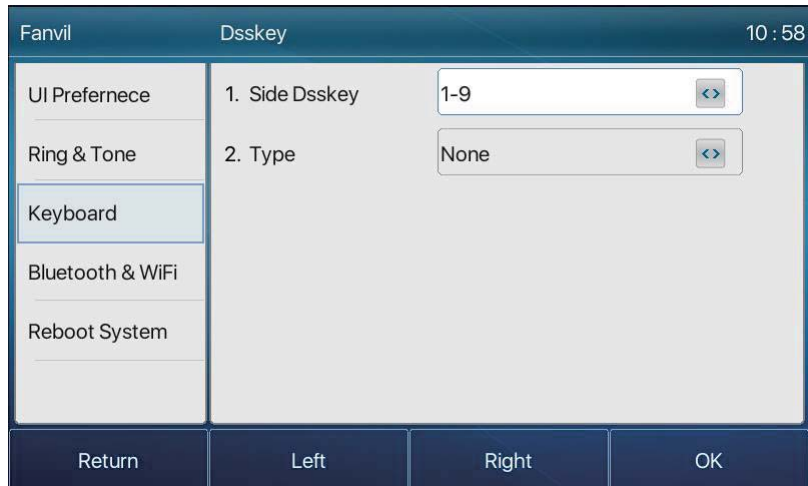 Fanvil Dsskey 10 : 58
UI Prefernece
Ring & Tone
Keyboard
Bluetooth & WiFi
Reboot System
1. Side Dsskey 1-9 <>
2. Type None <>
Return Left Right OK